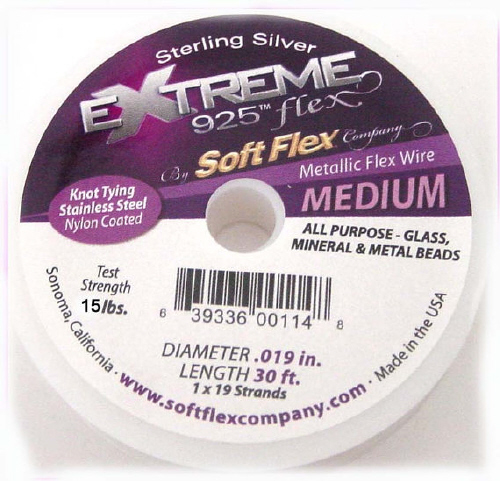 Sterling Silver
EXTREME
925™ flex
By Soft Flex Company
Metallic Flex Wire
MEDIUM
Knot Tying
Stainless Steel
Nylon Coated
ALL PURPOSE - GLASS,
MINERAL & METAL BEADS
Test
Strength
15lbs.
6 39336 00114 8
DIAMETER .019 in.
LENGTH 30 ft.
1 x 19 Strands
Sonoma, California · www.softflexcompany.com · Made in the USA